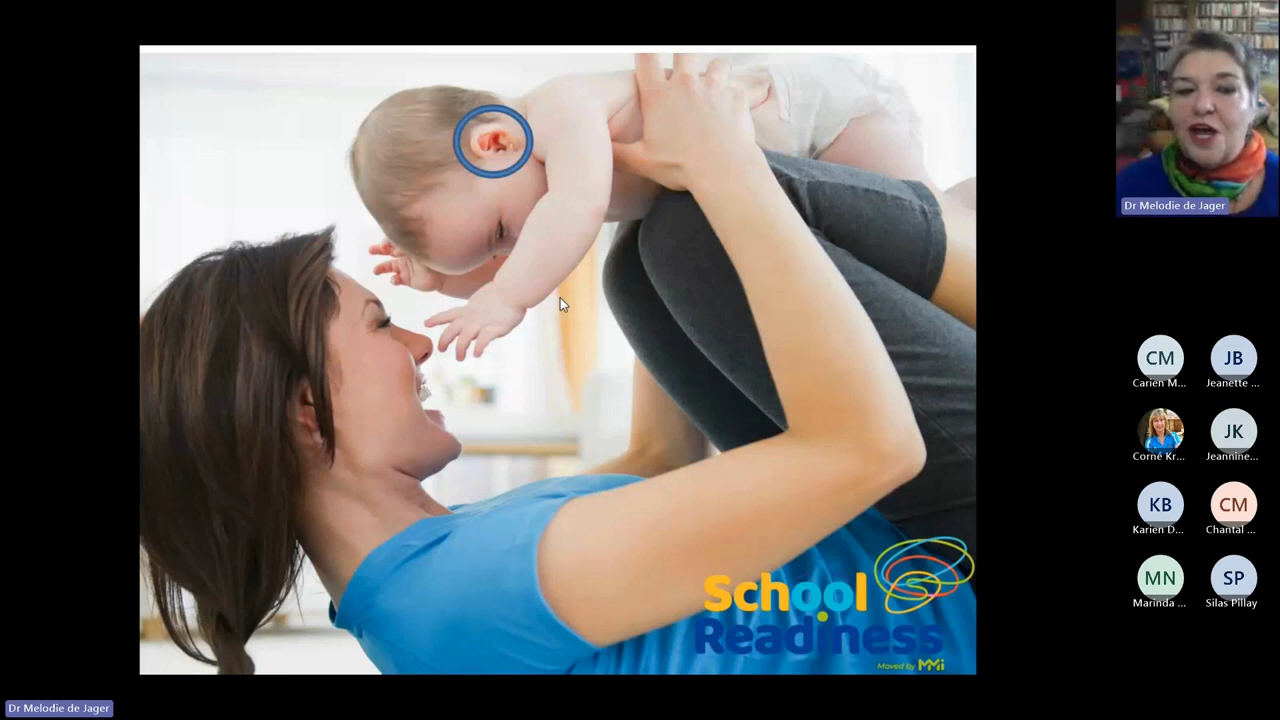 Dr Melodie de Jager
CM
JB
Carien M...
Jeanette ...
JK
Corné Kr...
Jeannine...
KB
CM
Karien D...
Chantal ...
MN
SP
Marinda ...
Silas Pillay
School
Readiness
Moved by MMii
Dr Melodie de Jager